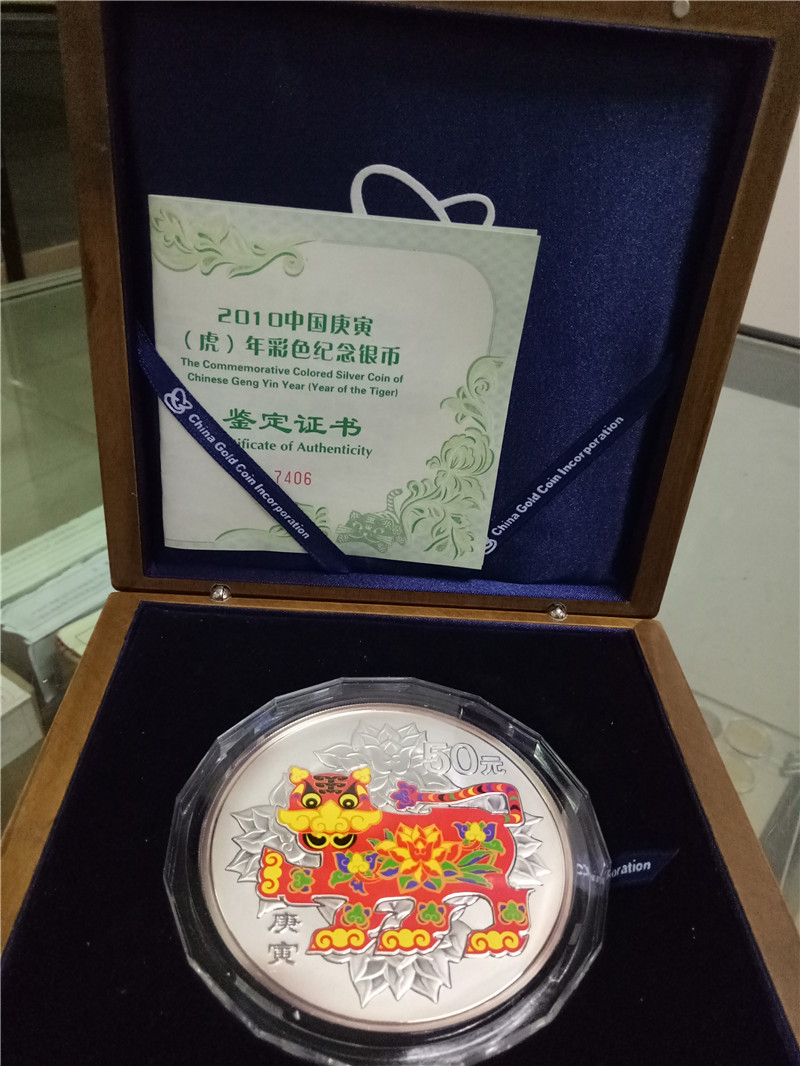 2010中国庚寅
（虎）年彩色纪念银币
The Commemorative Colored Silver Coin of
Chinese Geng Yin Year (Year of the Tiger)
鉴定证书
of Authenticity
7406
China Gold Coin Incorporation
China Gold Coin Incorporation
50元
庚
寅